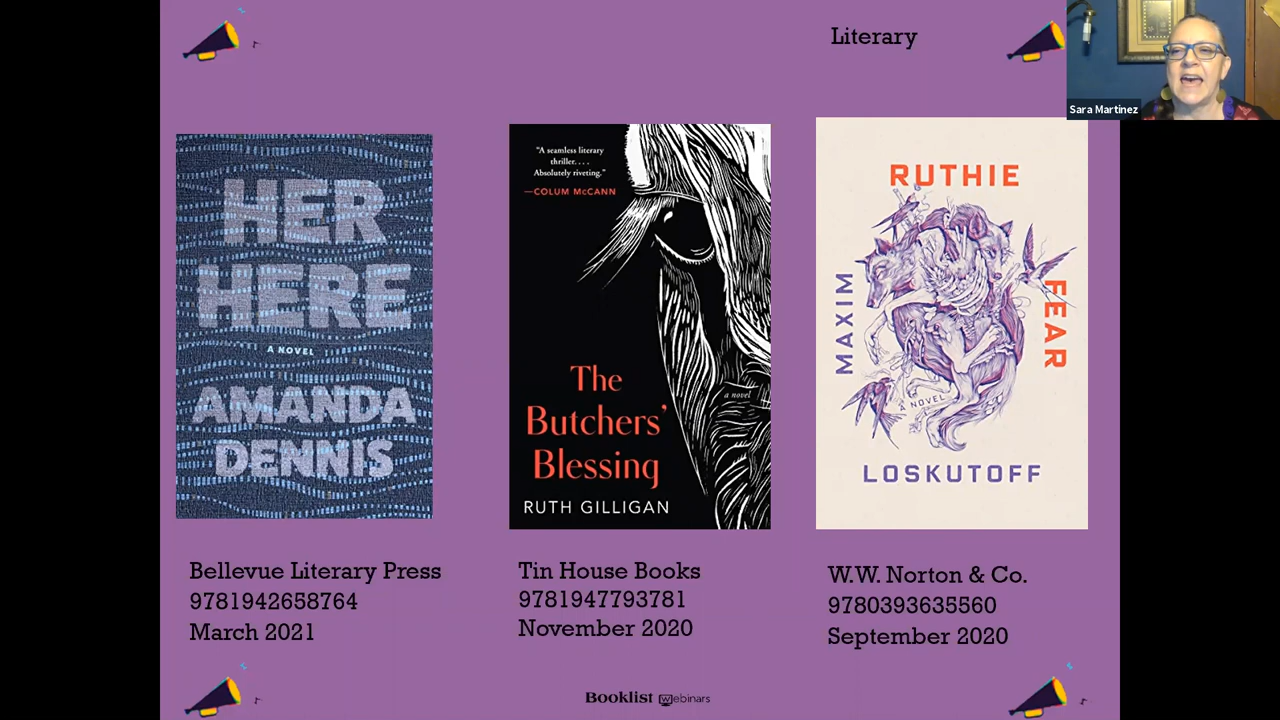 Literary
Sara Martinez
HER
HERE
A NOVEL
AMANDA
DENNIS
"A seamless literary
thriller. . . .
Absolutely riveting."
—COLUM McCANN
The
Butchers’
a novel
Blessing
RUTH GILLIGAN
RUTHIE
FEAR
MAXIM
A NOVEL
LOSKUTOFF
Bellevue Literary Press
9781942658764
March 2021
Tin House Books
9781947793781
November 2020
W.W. Norton & Co.
9780393635560
September 2020
Booklist Webinars